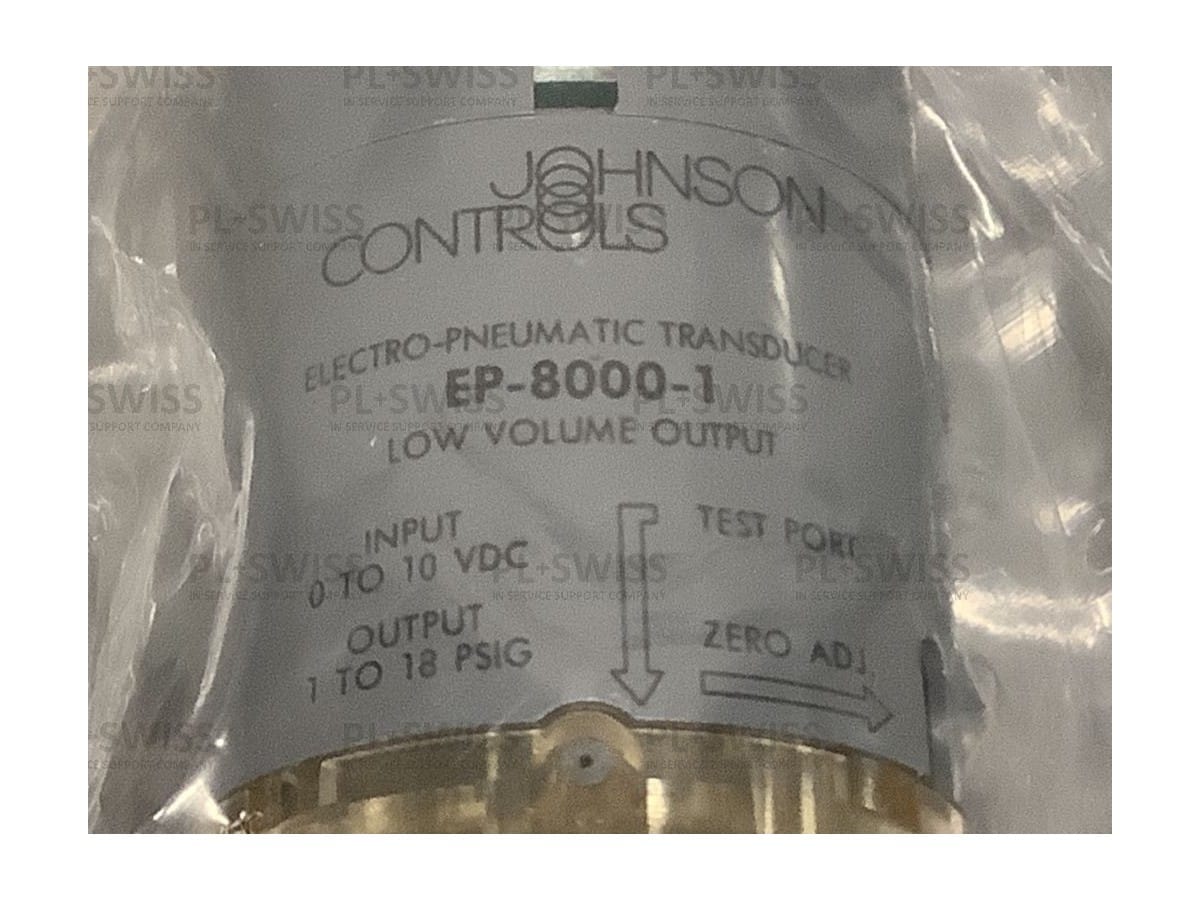 JOHNSON
CONTROLS
ELECTRO-PNEUMATIC TRANSDUCER
EP-8000-1
LOW VOLUME OUTPUT
INPUT
0 TO 10 VDC
OUTPUT
1 TO 18 PSIG
TEST PORT
ZERO ADJ.
PL+SWISS
IN SERVICE SUPPORT COMPANY